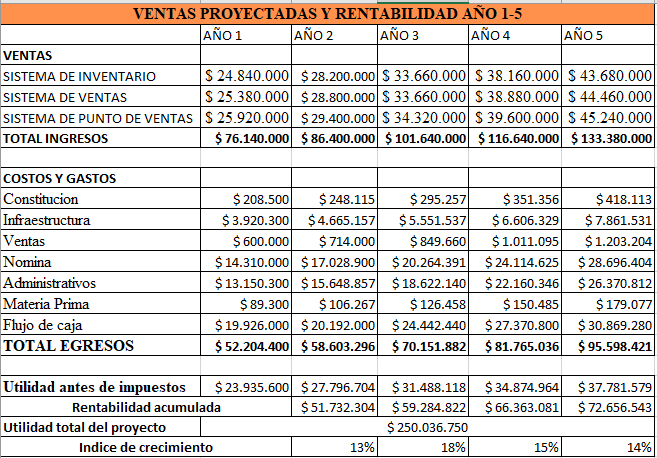 VENTAS PROYECTADAS Y RENTABILIDAD AÑO 1-5
AÑO 1 AÑO 2 AÑO 3 AÑO 4 AÑO 5
VENTAS
SISTEMA DE INVENTARIO $ 24.840.000 $ 28.200.000 $ 33.660.000 $ 38.160.000 $ 43.680.000
SISTEMA DE VENTAS $ 25.380.000 $ 28.800.000 $ 33.660.000 $ 38.880.000 $ 44.460.000
SISTEMA DE PUNTO DE VENTAS $ 25.920.000 $ 29.400.000 $ 34.320.000 $ 39.600.000 $ 45.240.000
TOTAL INGRESOS $ 76.140.000 $ 86.400.000 $ 101.640.000 $ 116.640.000 $ 133.380.000
COSTOS Y GASTOS
Constitucion $ 208.500 $ 248.115 $ 295.257 $ 351.356 $ 418.113
Infraestructura $ 3.920.300 $ 4.665.157 $ 5.551.537 $ 6.606.329 $ 7.861.531
Ventas $ 600.000 $ 714.000 $ 849.660 $ 1.011.095 $ 1.203.204
Nomina $ 14.310.000 $ 17.028.900 $ 20.264.391 $ 24.114.625 $ 28.696.404
Administrativos $ 13.150.300 $ 15.648.857 $ 18.622.140 $ 22.160.346 $ 26.370.812
Materia Prima $ 89.300 $ 106.267 $ 126.458 $ 150.485 $ 179.077
Flujo de caja $ 19.926.000 $ 20.192.000 $ 24.442.440 $ 27.370.800 $ 30.869.280
TOTAL EGRESOS $ 52.204.400 $ 58.603.296 $ 70.151.882 $ 81.765.036 $ 95.598.421
Utilidad antes de impuestos $ 23.935.600 $ 27.796.704 $ 31.488.118 $ 34.874.964 $ 37.781.579
Rentabilidad acumulada $ 51.732.304 $ 59.284.822 $ 66.363.081 $ 72.656.543
Utilidad total del proyecto $ 250.036.750
Indice de crecimiento 13% 18% 15% 14%